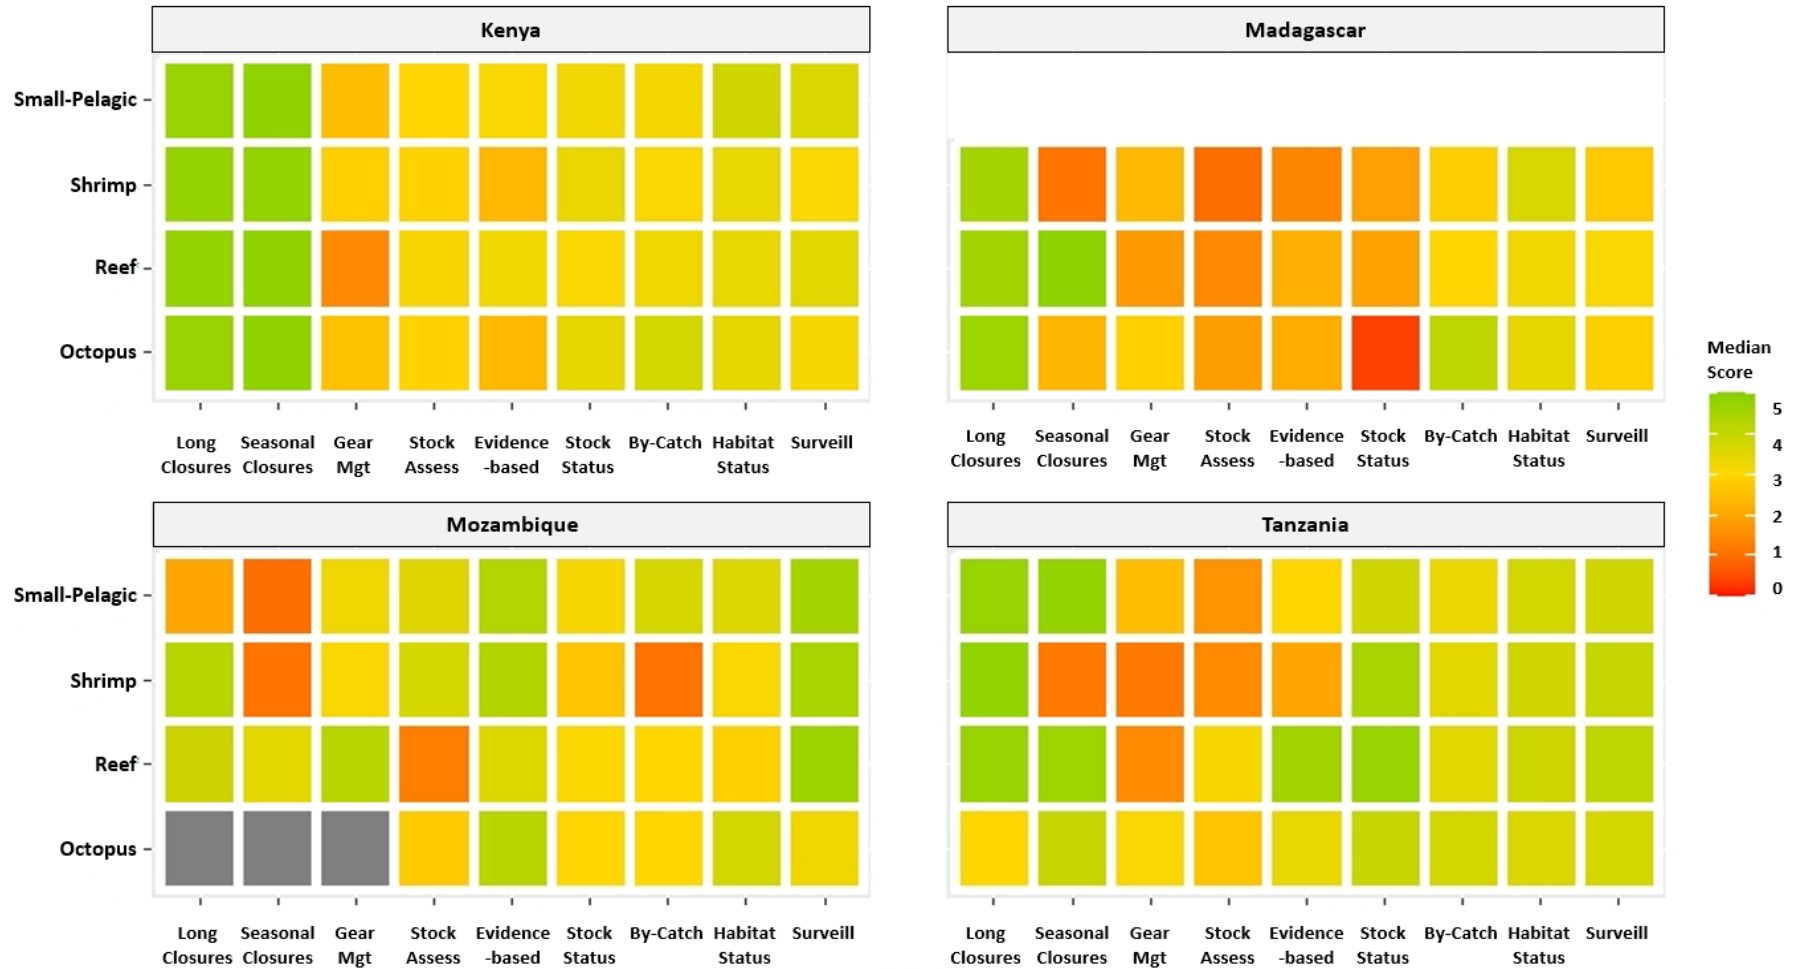 Kenya
Madagascar
Small-Pelagic
Shrimp
Reef
Octopus
Long Closures
Seasonal Closures
Gear Mgt
Stock Assess
Evidence -based
Stock Status
By-Catch
Habitat Status
Surveill
Long Closures
Seasonal Closures
Gear Mgt
Stock Assess
Evidence -based
Stock Status
By-Catch
Habitat Status
Surveill
Median
Score
5
4
3
2
1
0
Mozambique
Tanzania
Small-Pelagic
Shrimp
Reef
Octopus
Long Closures
Seasonal Closures
Gear Mgt
Stock Assess
Evidence -based
Stock Status
By-Catch
Habitat Status
Surveill
Long Closures
Seasonal Closures
Gear Mgt
Stock Assess
Evidence -based
Stock Status
By-Catch
Habitat Status
Surveill